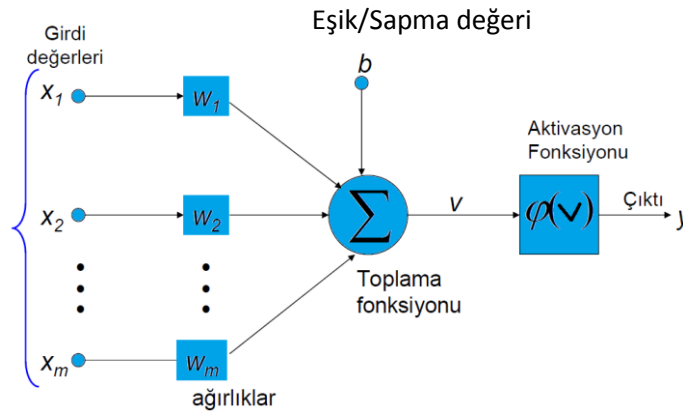 Eşik/Sapma değeri
Girdi
değerleri
b
x1
w1
Aktivasyon
Fonksiyonu
x2
w2
∑
v
φ(v)
Çıktı
y
Toplama
fonksiyonu
xm
wm
ağırlıklar